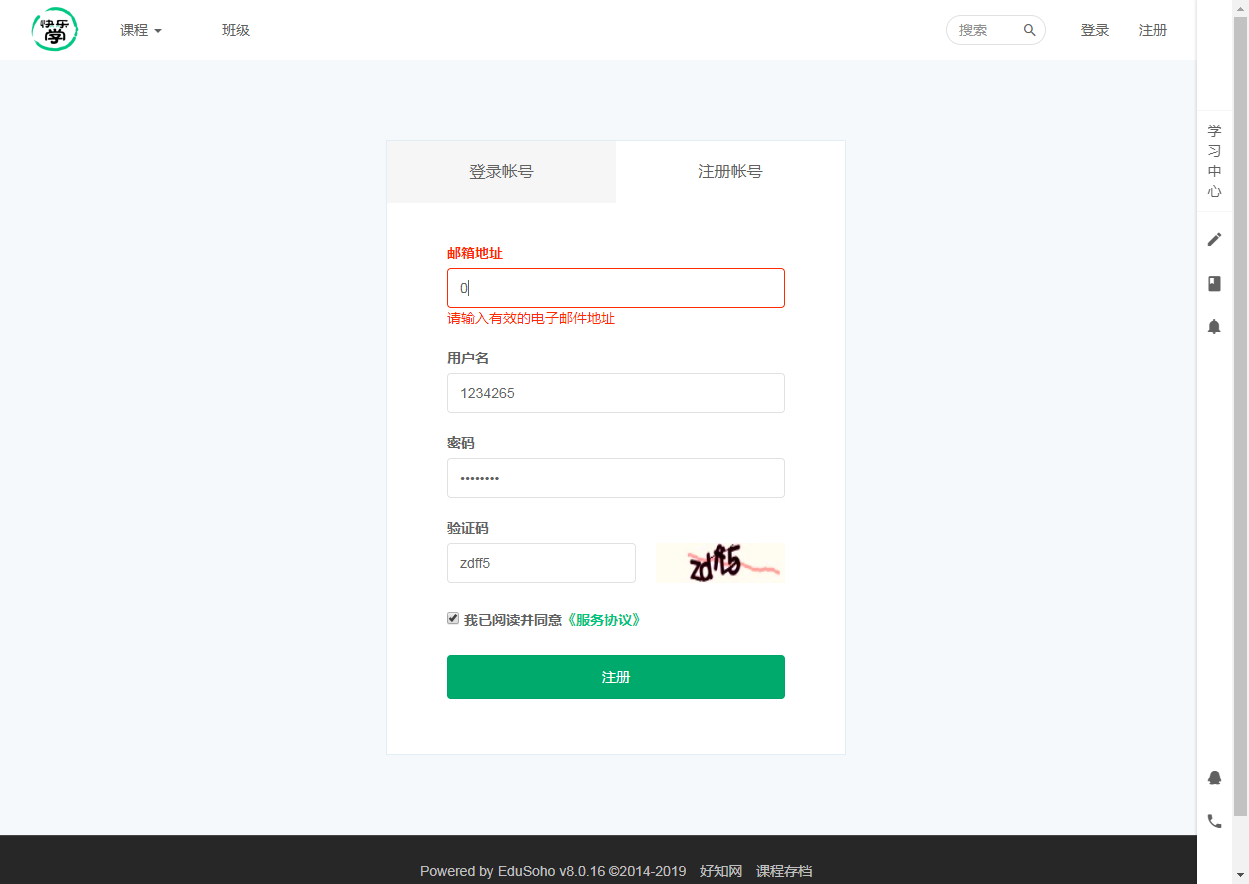 快乐
学
课程
班级
搜索
登录
注册
学
习
中
心
登录帐号
注册帐号
邮箱地址
0
请输入有效的电子邮件地址
用户名
1234265
密码
••••••••
验证码
zdff5
zdft5
我已阅读并同意《服务协议》
注册
Powered by EduSoho v8.0.16 ©2014-2019 好知网 课程存档